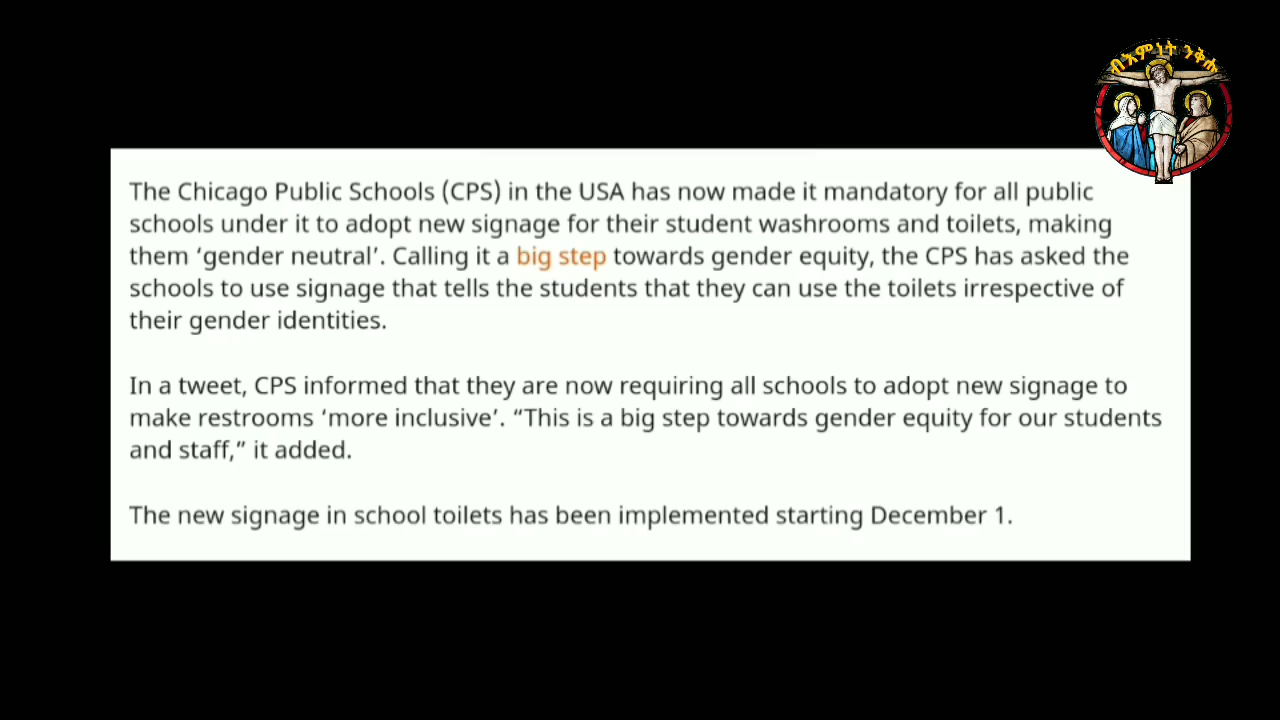 በእምነት ንቅሑ
The Chicago Public Schools (CPS) in the USA has now made it mandatory for all public
schools under it to adopt new signage for their student washrooms and toilets, making
them ‘gender neutral’. Calling it a big step towards gender equity, the CPS has asked the
schools to use signage that tells the students that they can use the toilets irrespective of
their gender identities.
In a tweet, CPS informed that they are now requiring all schools to adopt new signage to
make restrooms ‘more inclusive’. “This is a big step towards gender equity for our students
and staff,” it added.
The new signage in school toilets has been implemented starting December 1.